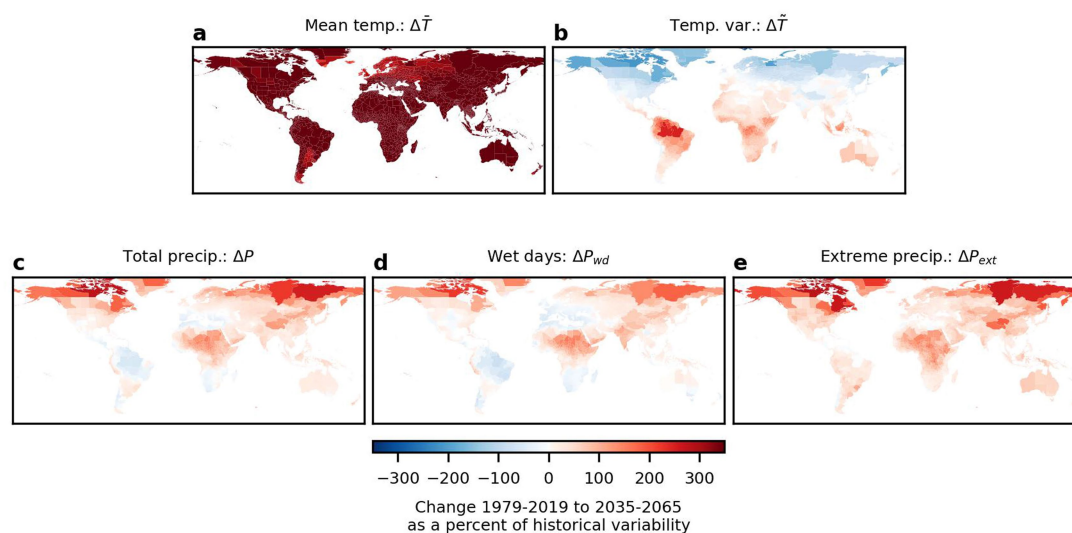 a Mean temp.: ΔT̄
b Temp. var.: ΔT̃
c Total precip.: ΔP
d Wet days: ΔP_wd
e Extreme precip.: ΔP_ext
−300 −200 −100 0 100 200 300
Change 1979-2019 to 2035-2065
as a percent of historical variability